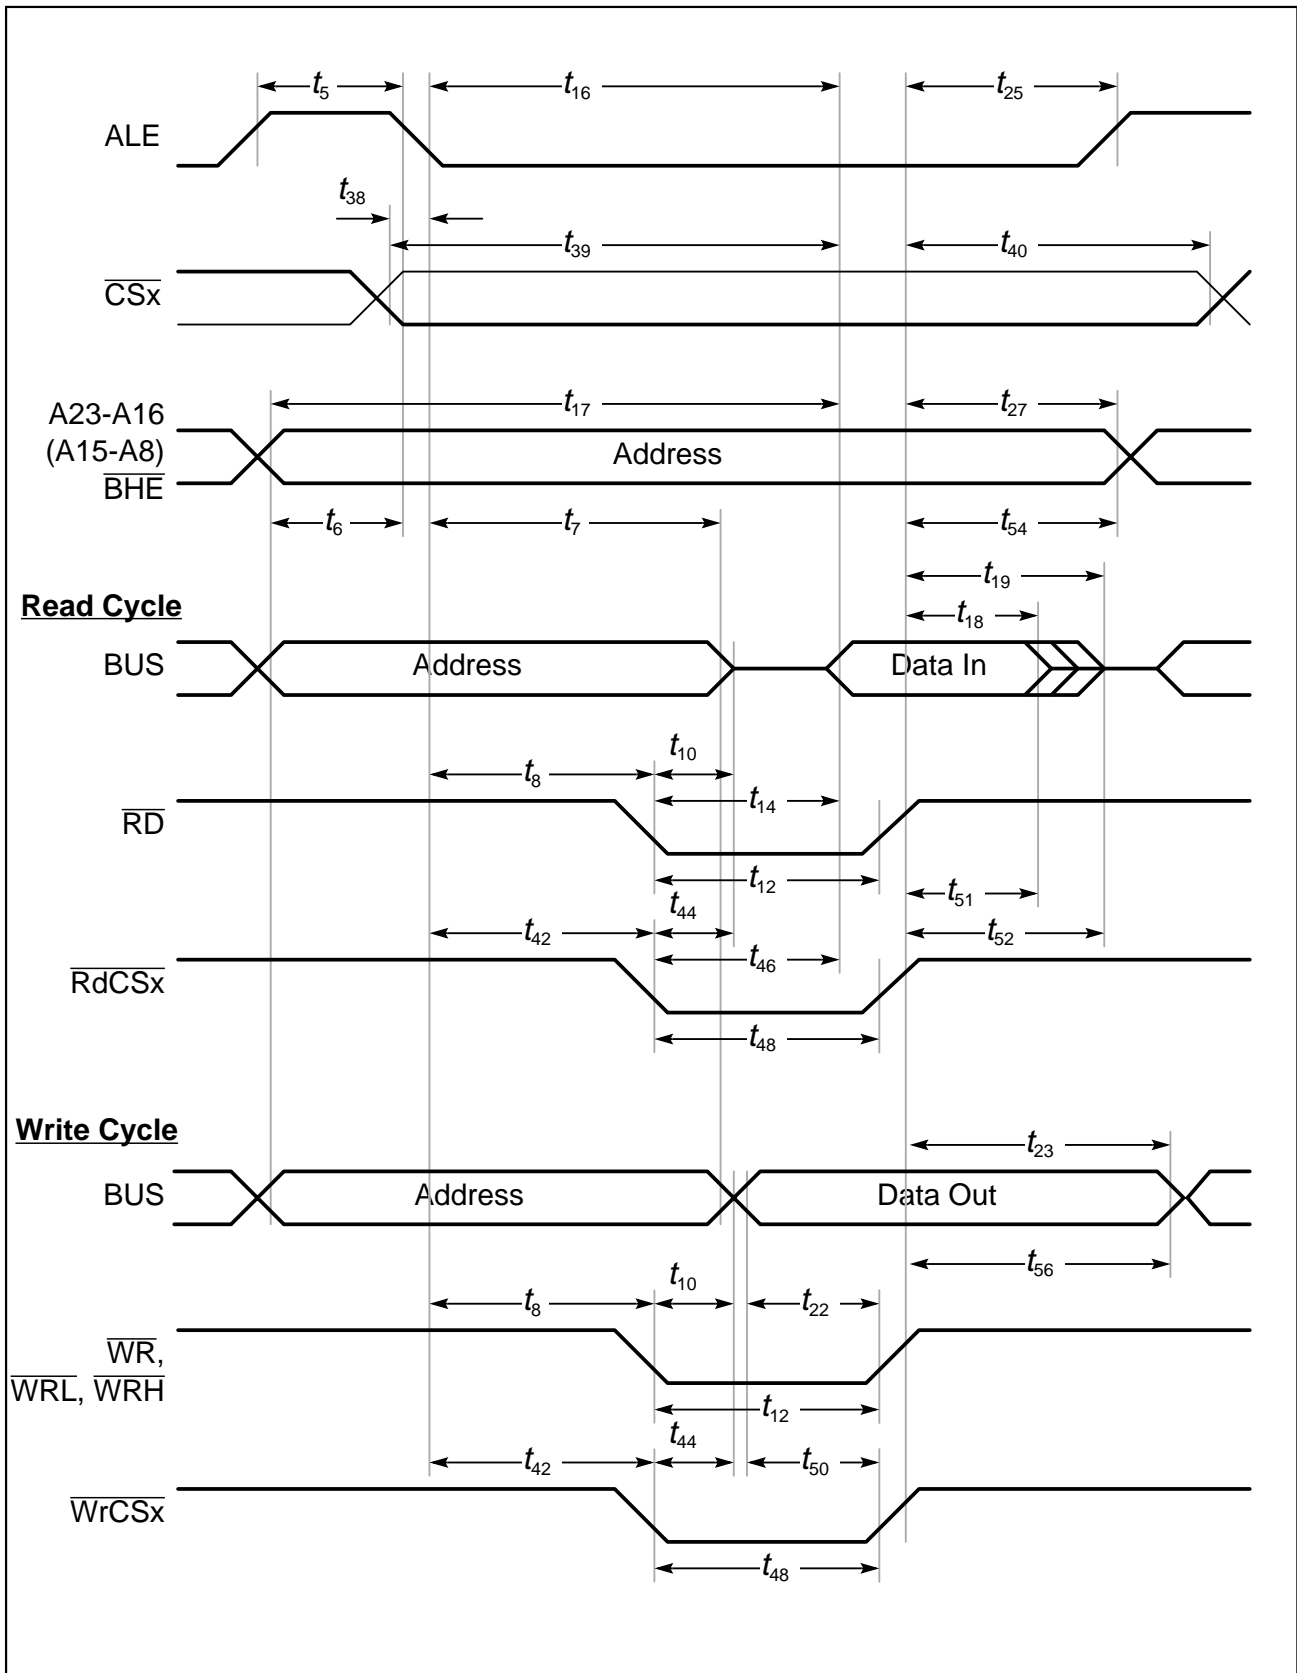 t5 t16 t25
ALE
t38
t39 t40
CSx
A23-A16
t17 t27
(A15-A8)
Address
BHE
t6 t7 t54
t19
Read Cycle
t18
BUS
Address Data In
t10
t8
t14
RD
t12
t51
t44
t42 t52
t46
RdCSx
t48
Write Cycle
t23
BUS
Address Data Out
t56
t10
t8 t22
WR,
WRL, WRH
t12
t44
t42 t50
WrCSx
t48